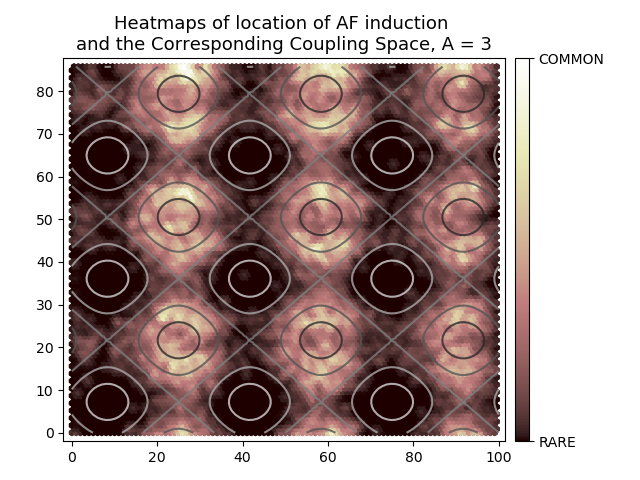 Heatmaps of location of AF induction
and the Corresponding Coupling Space, A = 3
COMMON
80
70
60
50
40
30
20
10
0
RARE
0 20 40 60 80 100